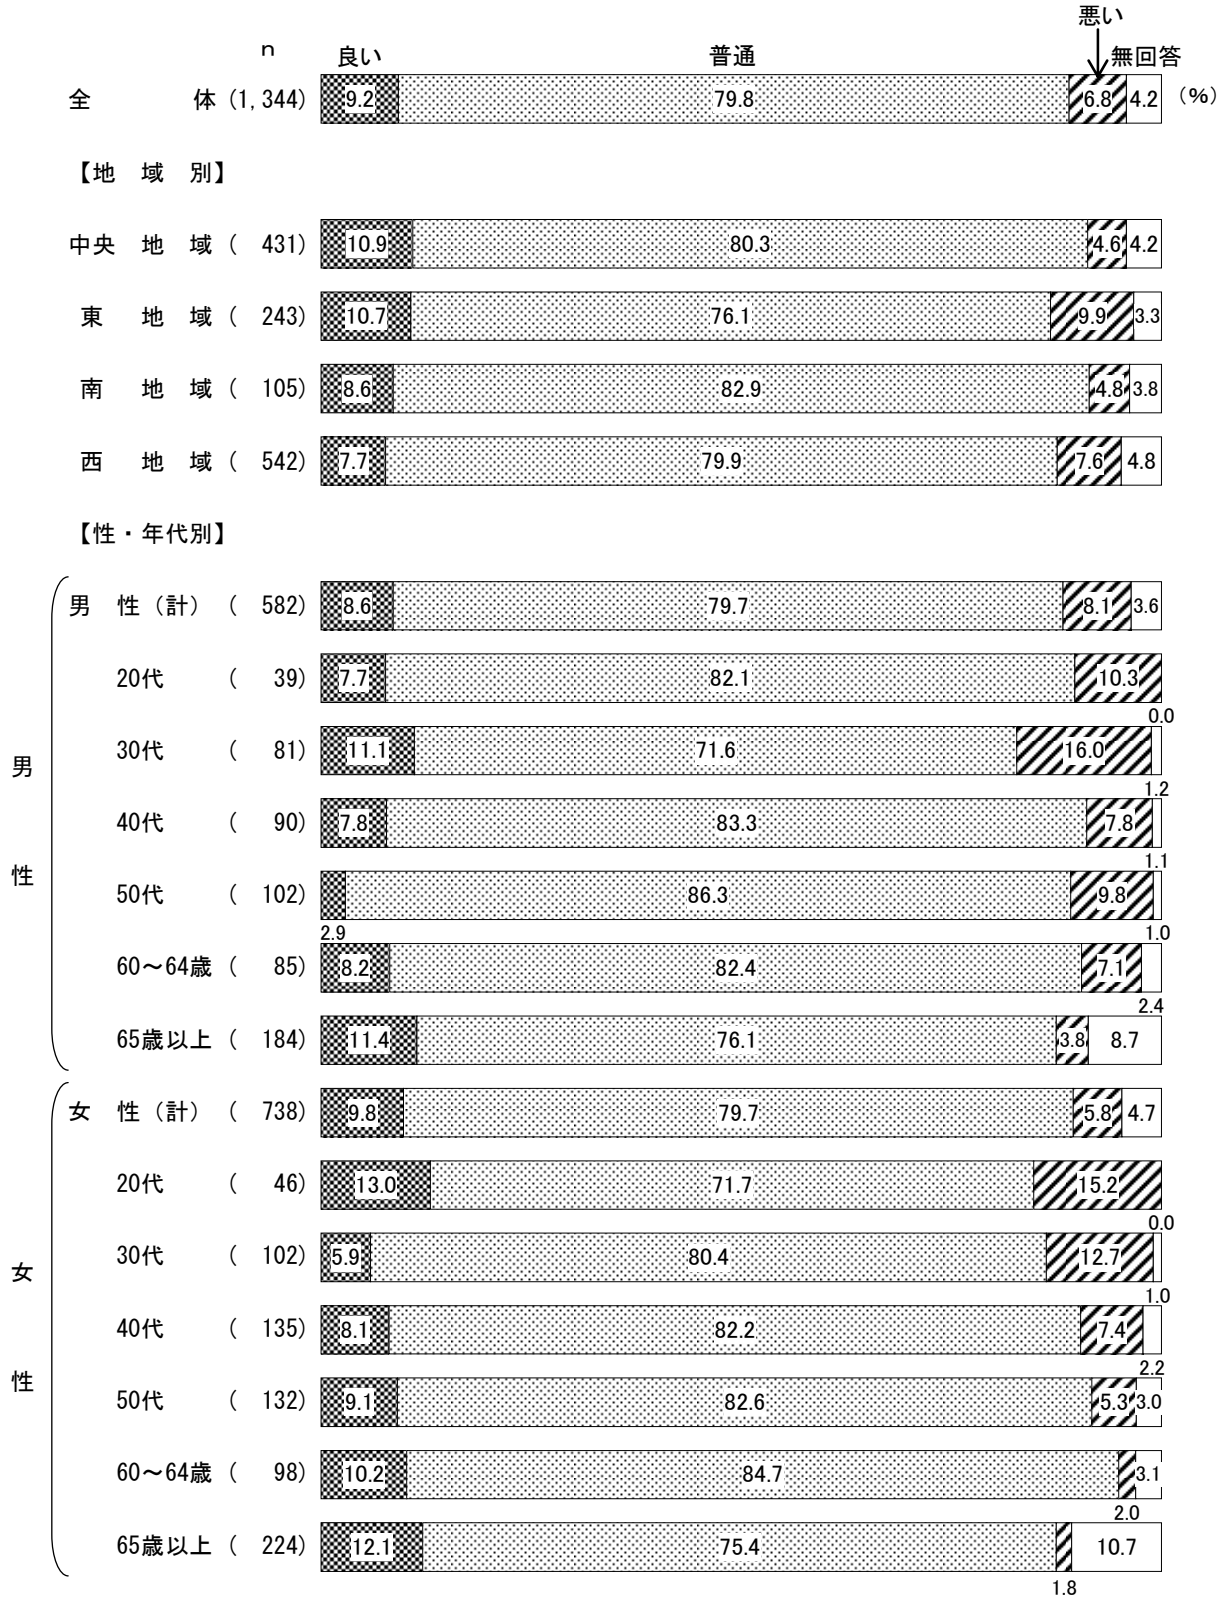 悪い
n 良い 普通 無回答
全 体 (1,344) 9.2 79.8 6.8 4.2 (%)
【地 域 別】
中央 地 域 ( 431) 10.9 80.3 4.6 4.2
東 地 域 ( 243) 10.7 76.1 9.9 3.3
南 地 域 ( 105) 8.6 82.9 4.8 3.8
西 地 域 ( 542) 7.7 79.9 7.6 4.8
【性・年代別】
男 性（計） ( 582) 8.6 79.7 8.1 3.6
20代 ( 39) 7.7 82.1 10.3
0.0
30代 ( 81) 11.1 71.6 16.0
1.2
40代 ( 90) 7.8 83.3 7.8
1.1
50代 ( 102) 86.3 9.8
2.9 1.0
60～64歳 ( 85) 8.2 82.4 7.1
2.4
65歳以上 ( 184) 11.4 76.1 3.8 8.7
男性
女 性（計） ( 738) 9.8 79.7 5.8 4.7
20代 ( 46) 13.0 71.7 15.2
0.0
30代 ( 102) 5.9 80.4 12.7
1.0
40代 ( 135) 8.1 82.2 7.4
2.2
50代 ( 132) 9.1 82.6 5.3 3.0
60～64歳 ( 98) 10.2 84.7 3.1
2.0
65歳以上 ( 224) 12.1 75.4 10.7
1.8
女性